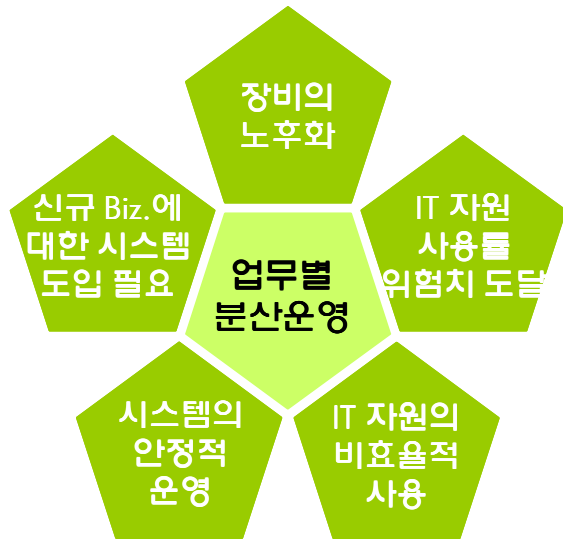 장비의
노후화
신규 Biz.에
대한 시스템
도입 필요
IT 자원
사용률
위험치 도달
업무별
분산운영
시스템의
안정적
운영
IT 자원의
비효율적
사용